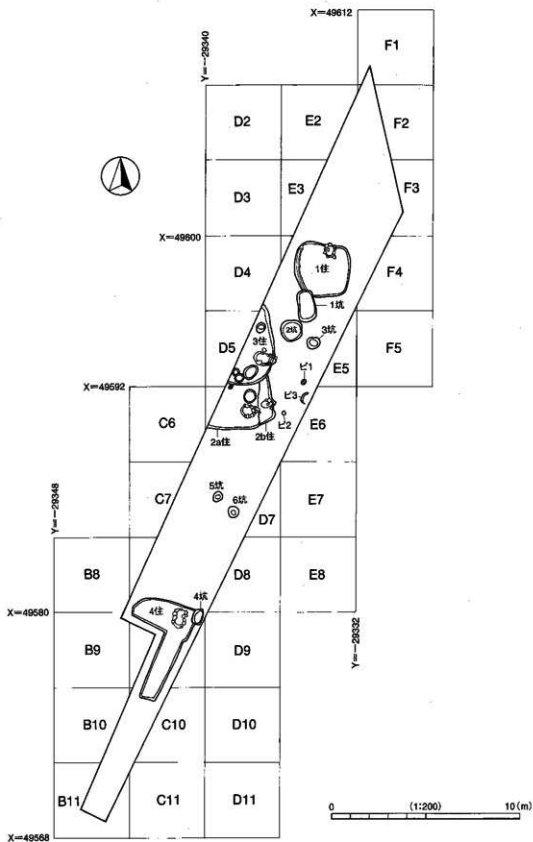 X=49612
F1
Y=-29340
D2
E2
F2
D3
E3
F3
X=49600
D4
1住
F4
1坑
2坑
3坑
3住
D5
E5
F5
ピ1
X=49592
ピ3
C6
E6
ピ2
2a住
2b住
C7
5坑
6坑
D7
E7
Y=-29348
B8
D8
E8
4住
4坑
X=49580
B9
D9
Y=-29332
B10
C10
D10
B11
C11
D11
0
(1:200)
10(m)
X=49568